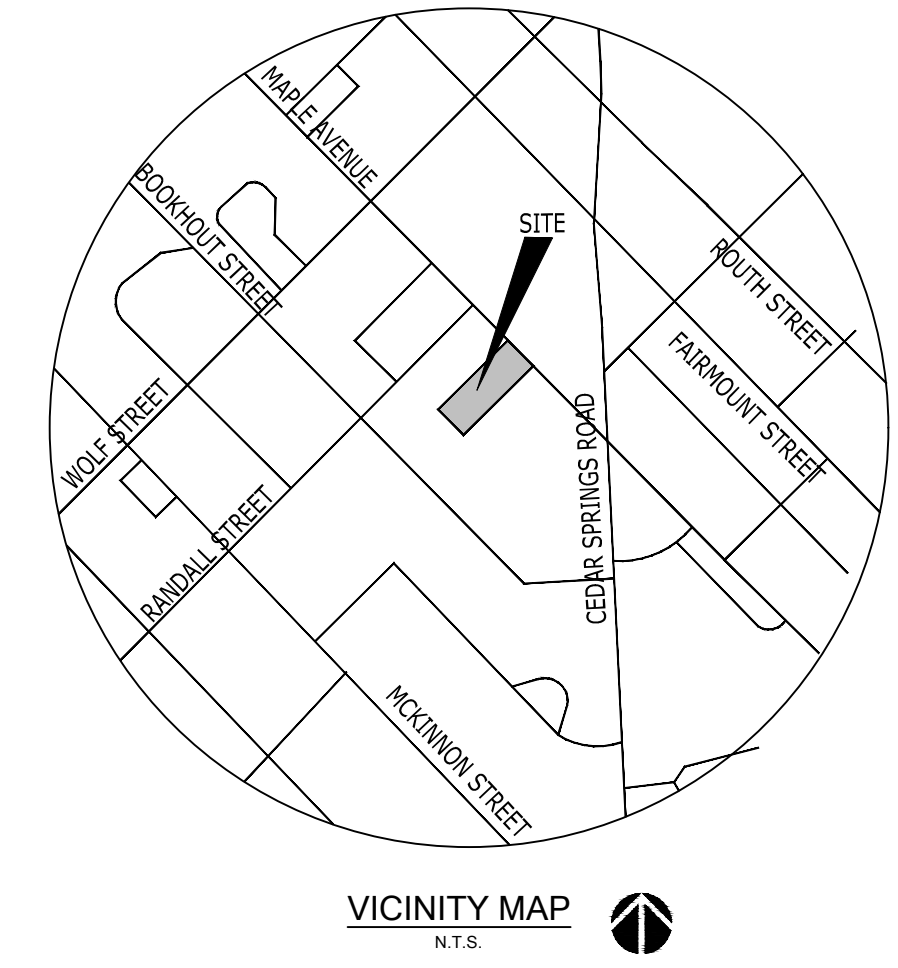 MAPLE AVENUE
BOOKHOUT STREET
SITE
ROUTH STREET
FAIRMOUNT STREET
WOLF STREET
CEDAR SPRINGS ROAD
RANDALL STREET
MCKINNON STREET
VICINITY MAP
N.T.S.